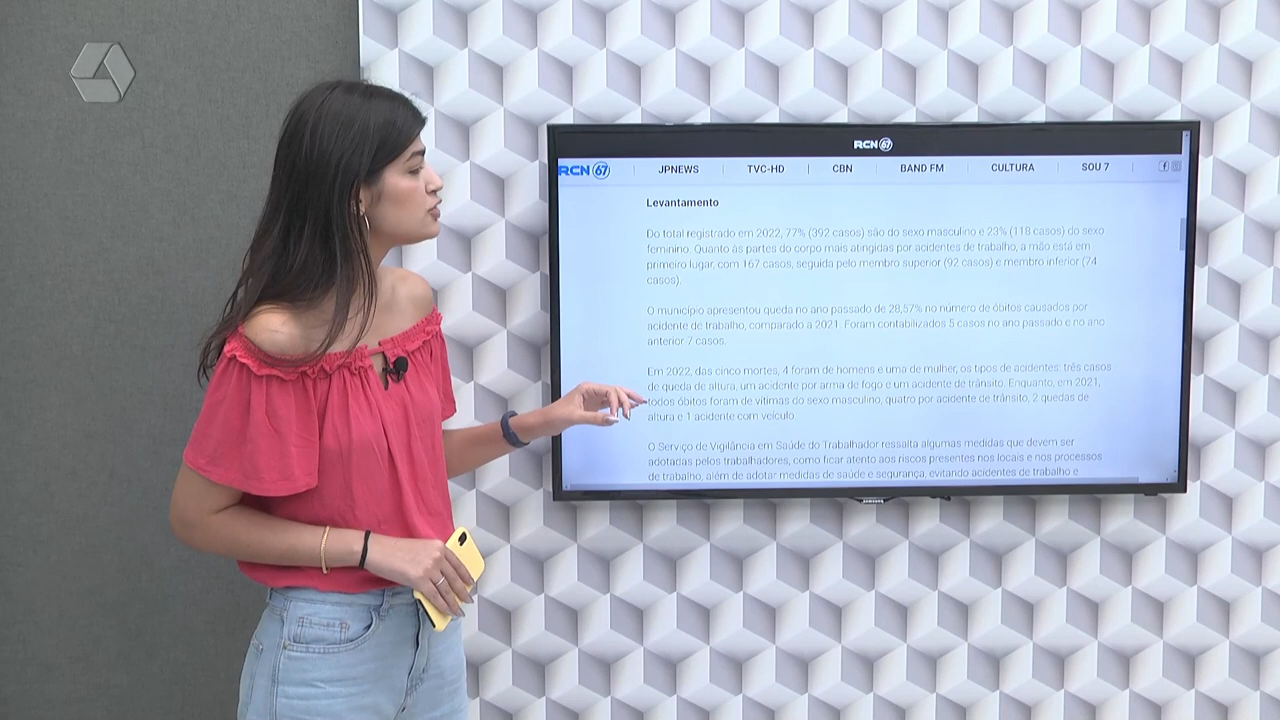 RCN 67
RCN 67 JPNEWS TVC-HD CBN BAND FM CULTURA SOU 7
Levantamento
Do total registrado em 2022, 77% (392 casos) são do sexo masculino e 23% (118 casos) do sexo
feminino. Quanto às partes do corpo mais atingidas por acidentes de trabalho, a mão está em
primeiro lugar, com 167 casos, seguida pelo membro superior (92 casos) e membro inferior (74
casos).
O município apresentou queda no ano passado de 28,57% no número de óbitos causados por
acidente de trabalho, comparado a 2021. Foram contabilizados 5 casos no ano passado e no ano
anterior 7 casos.
Em 2022, das cinco mortes, 4 foram de homens e uma de mulher, os tipos de acidentes: três casos
de queda de altura, um acidente por arma de fogo e um acidente de trânsito. Enquanto, em 2021,
todos óbitos foram de vítimas do sexo masculino, quatro por acidente de trânsito, 2 quedas de
altura e 1 acidente com veículo.
O Serviço de Vigilância em Saúde do Trabalhador ressalta algumas medidas que devem ser
adotadas pelos trabalhadores, como ficar atento aos riscos presentes nos locais e nos processos
de trabalho, além de adotar medidas de saúde e segurança, evitando acidentes de trabalho e
SAMSUNG